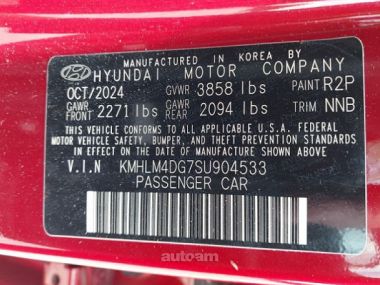 MANUFACTURED IN KOREA BY
HYUNDAI MOTOR COMPANY
OCT/2024 GVWR 3858 lbs PAINT R2P
GAWR FRONT 2271 lbs GAWR REAR 2094 lbs TRIM NNB
THIS VEHICLE CONFORMS TO ALL APPLICABLE U.S.A. FEDERAL
MOTOR VEHICLE SAFETY, BUMPER, AND THEFT PREVENTION
STANDARDS IN EFFECT ON THE DATE OF MANUFACTURE SHOWN ABOVE.
V.I.N KMHLM4DG7SU904533
PASSENGER CAR
autoam